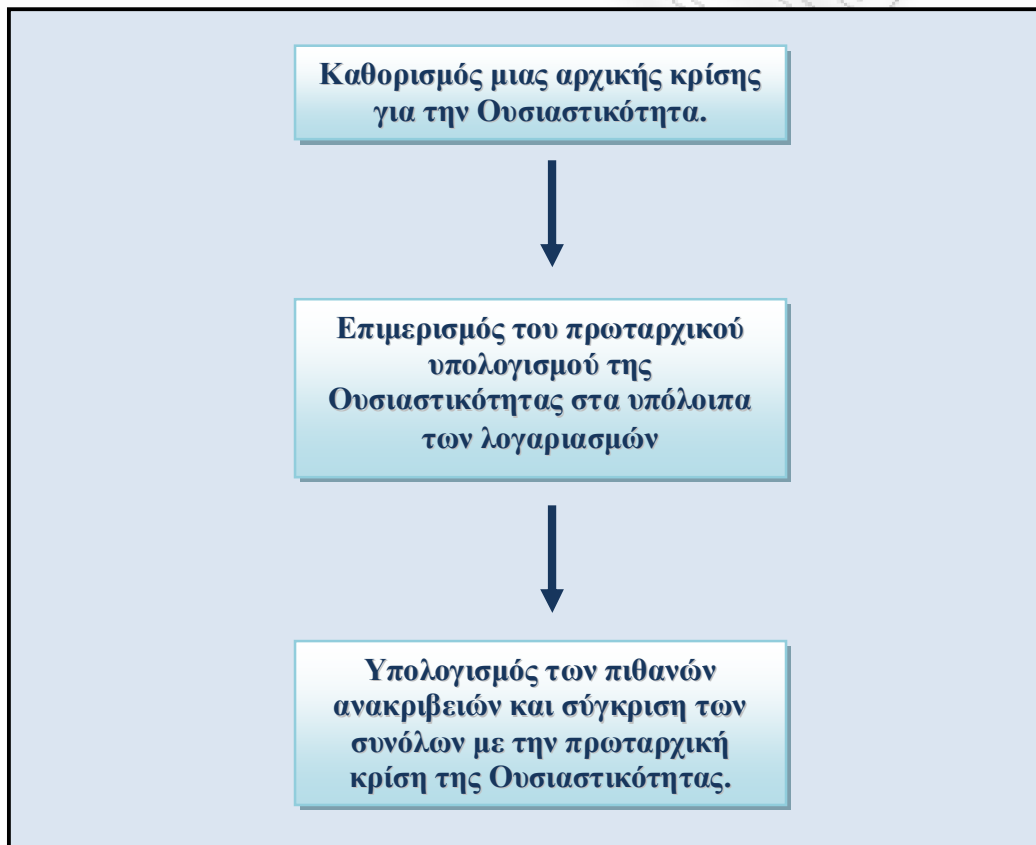 Καθορισμός μιας αρχικής κρίσης
για την Ουσιαστικότητα.
Επιμερισμός του πρωταρχικού
υπολογισμού της
Ουσιαστικότητας στα υπόλοιπα
των λογαριασμών
Υπολογισμός των πιθανών
ανακριβειών και σύγκριση των
συνόλων με την πρωταρχική
κρίση της Ουσιαστικότητας.